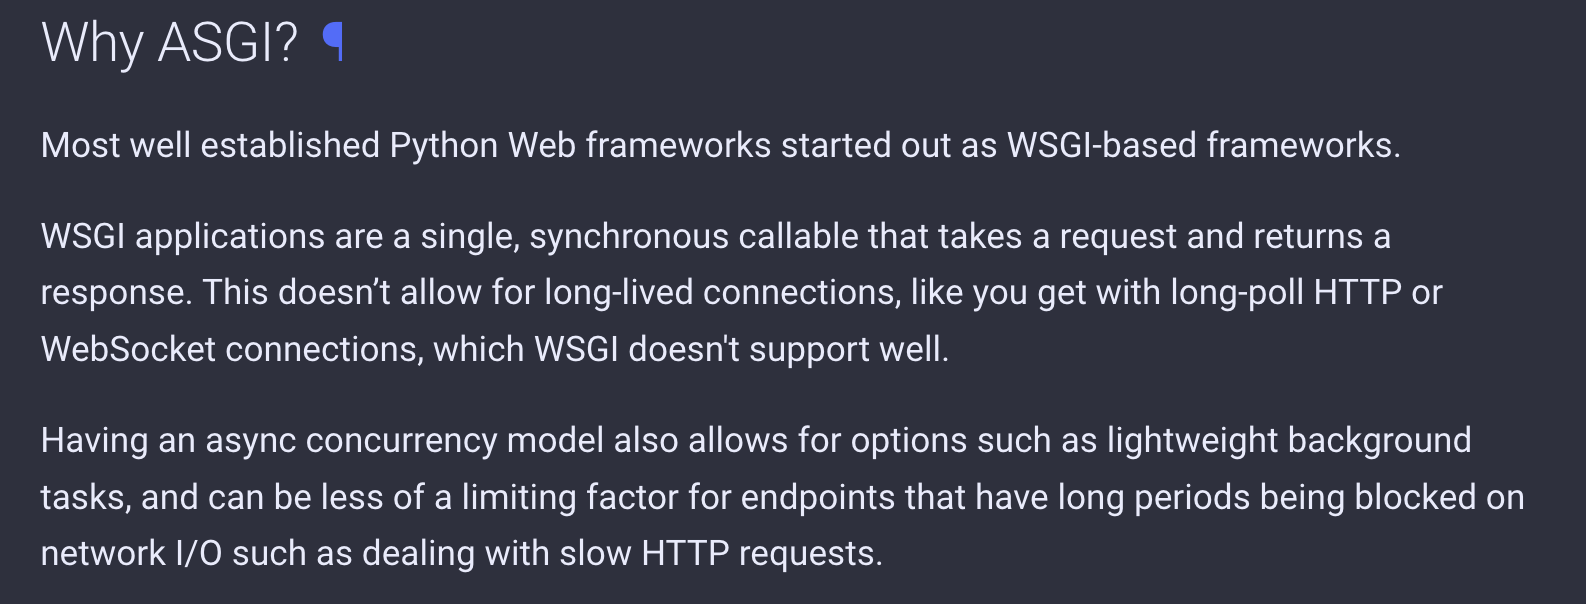 Why ASGI? ¶
Most well established Python Web frameworks started out as WSGI-based frameworks.
WSGI applications are a single, synchronous callable that takes a request and returns a
response. This doesn’t allow for long-lived connections, like you get with long-poll HTTP or
WebSocket connections, which WSGI doesn't support well.
Having an async concurrency model also allows for options such as lightweight background
tasks, and can be less of a limiting factor for endpoints that have long periods being blocked on
network I/O such as dealing with slow HTTP requests.